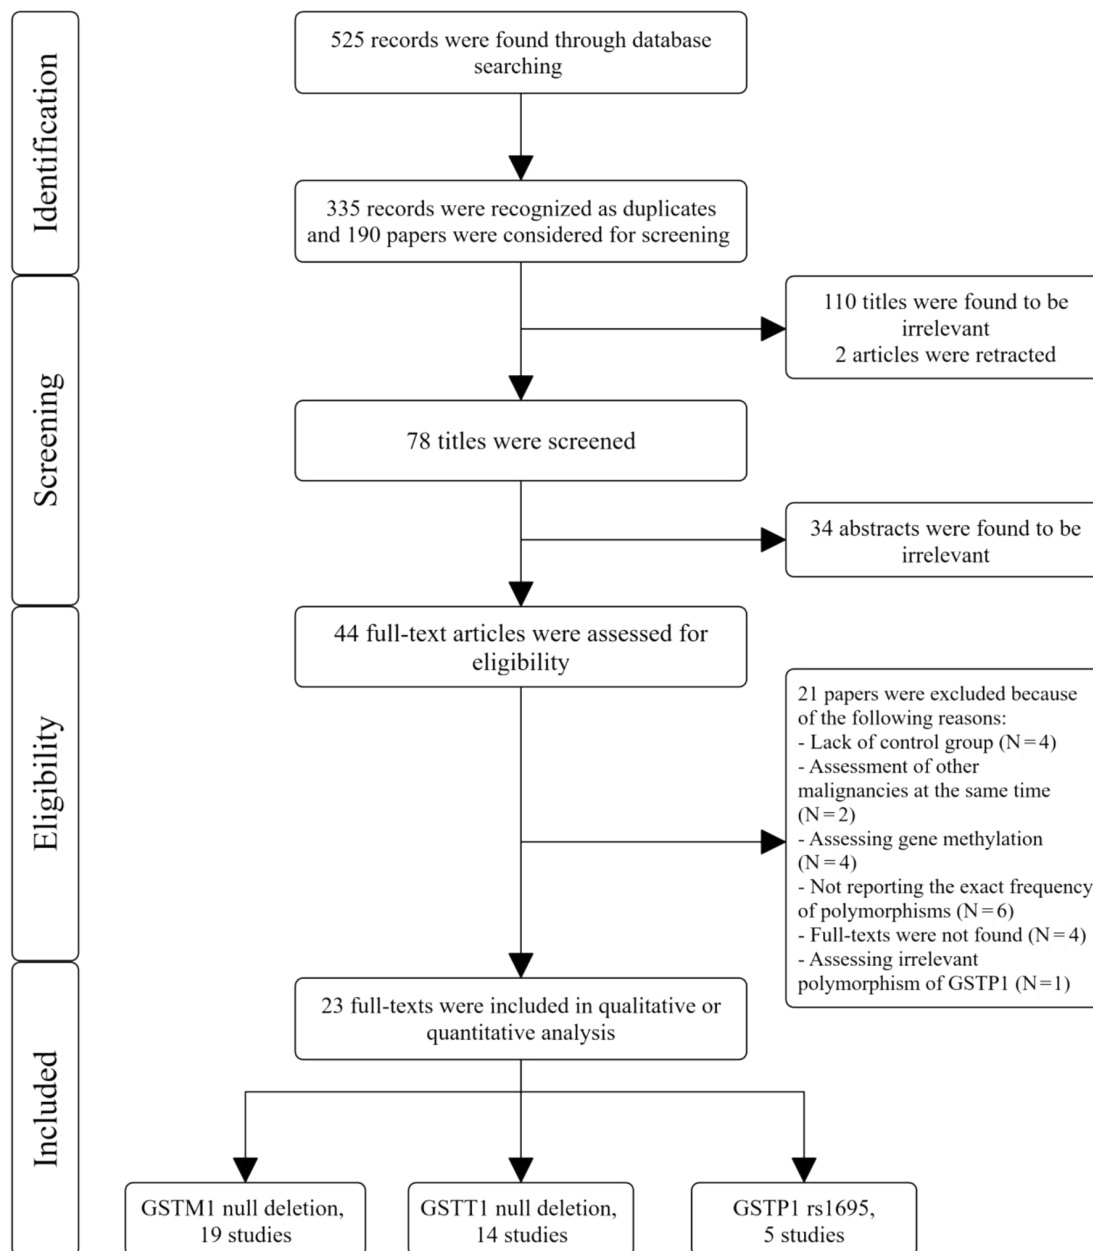 Identification
525 records were found through database
searching
335 records were recognized as duplicates
and 190 papers were considered for screening
Screening
110 titles were found to be
irrelevant
2 articles were retracted
78 titles were screened
34 abstracts were found to be
irrelevant
Eligibility
44 full-text articles were assessed for
eligibility
21 papers were excluded because
of the following reasons:
- Lack of control group (N=4)
- Assessment of other
malignancies at the same time
(N=2)
- Assessing gene methylation
(N=4)
- Not reporting the exact frequency
of polymorphisms (N=6)
- Full-texts were not found (N=4)
- Assessing irrelevant
polymorphism of GSTP1 (N=1)
Included
23 full-texts were included in qualitative or
quantitative analysis
GSTM1 null deletion,
19 studies
GSTT1 null deletion,
14 studies
GSTP1 rs1695,
5 studies